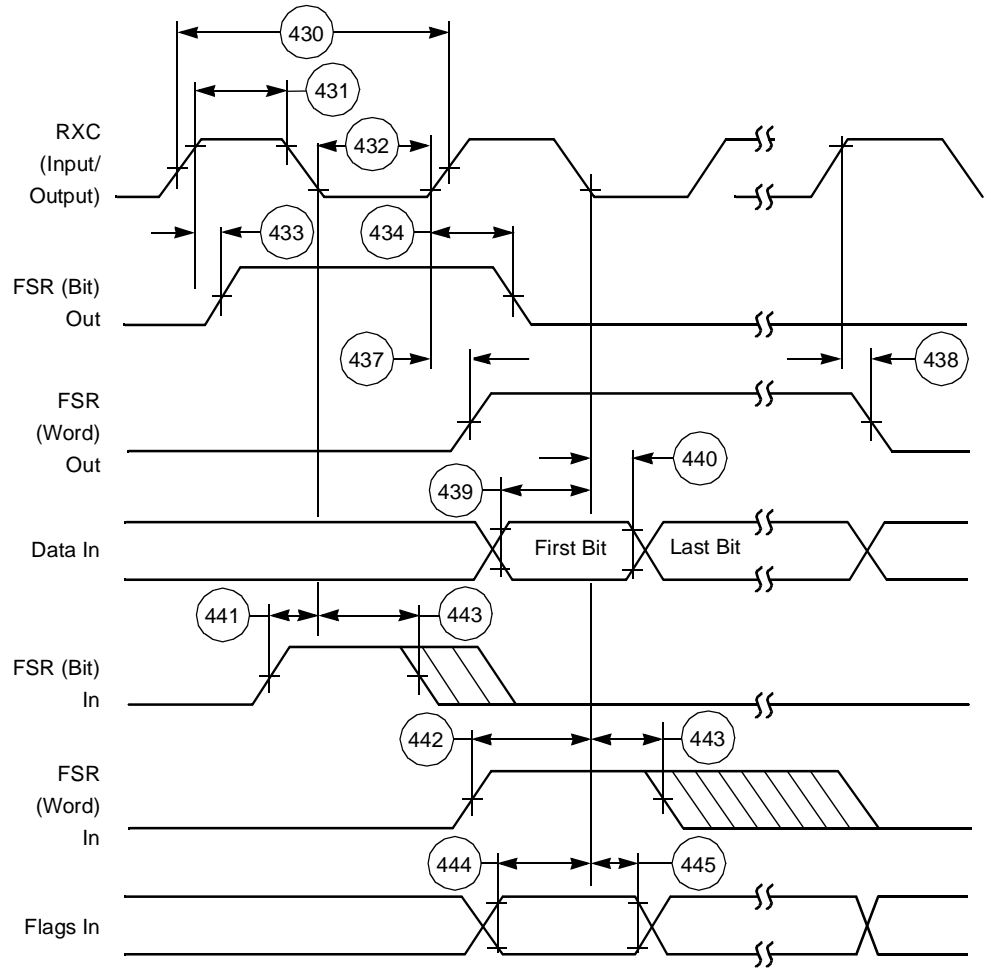 430
431
RXC
(Input/
Output)
432
433
434
FSR (Bit)
Out
437
438
FSR
(Word)
Out
440
439
Data In
First Bit
Last Bit
441
443
FSR (Bit)
In
442
443
FSR
(Word)
In
444
445
Flags In